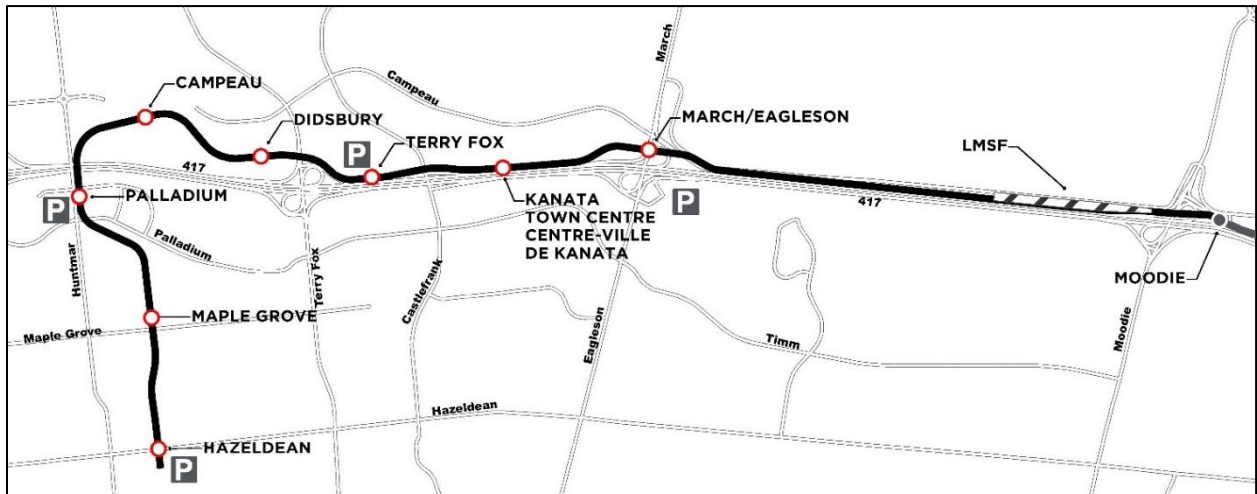 March
CAMPEAU
Campeau
DIDSBURY
MARCH/EAGLESON
P
TERRY FOX
LMSF
417
PALLADIUM
P
KANATA
TOWN CENTRE
CENTRE-VILLE
DE KANATA
P
417
Palladium
MOODIE
Huntmar
Terry Fox
Castlefrank
MAPLE GROVE
Maple Grove
Eagleson
Timm
Moodie
Hazeldean
HAZELDEAN
P